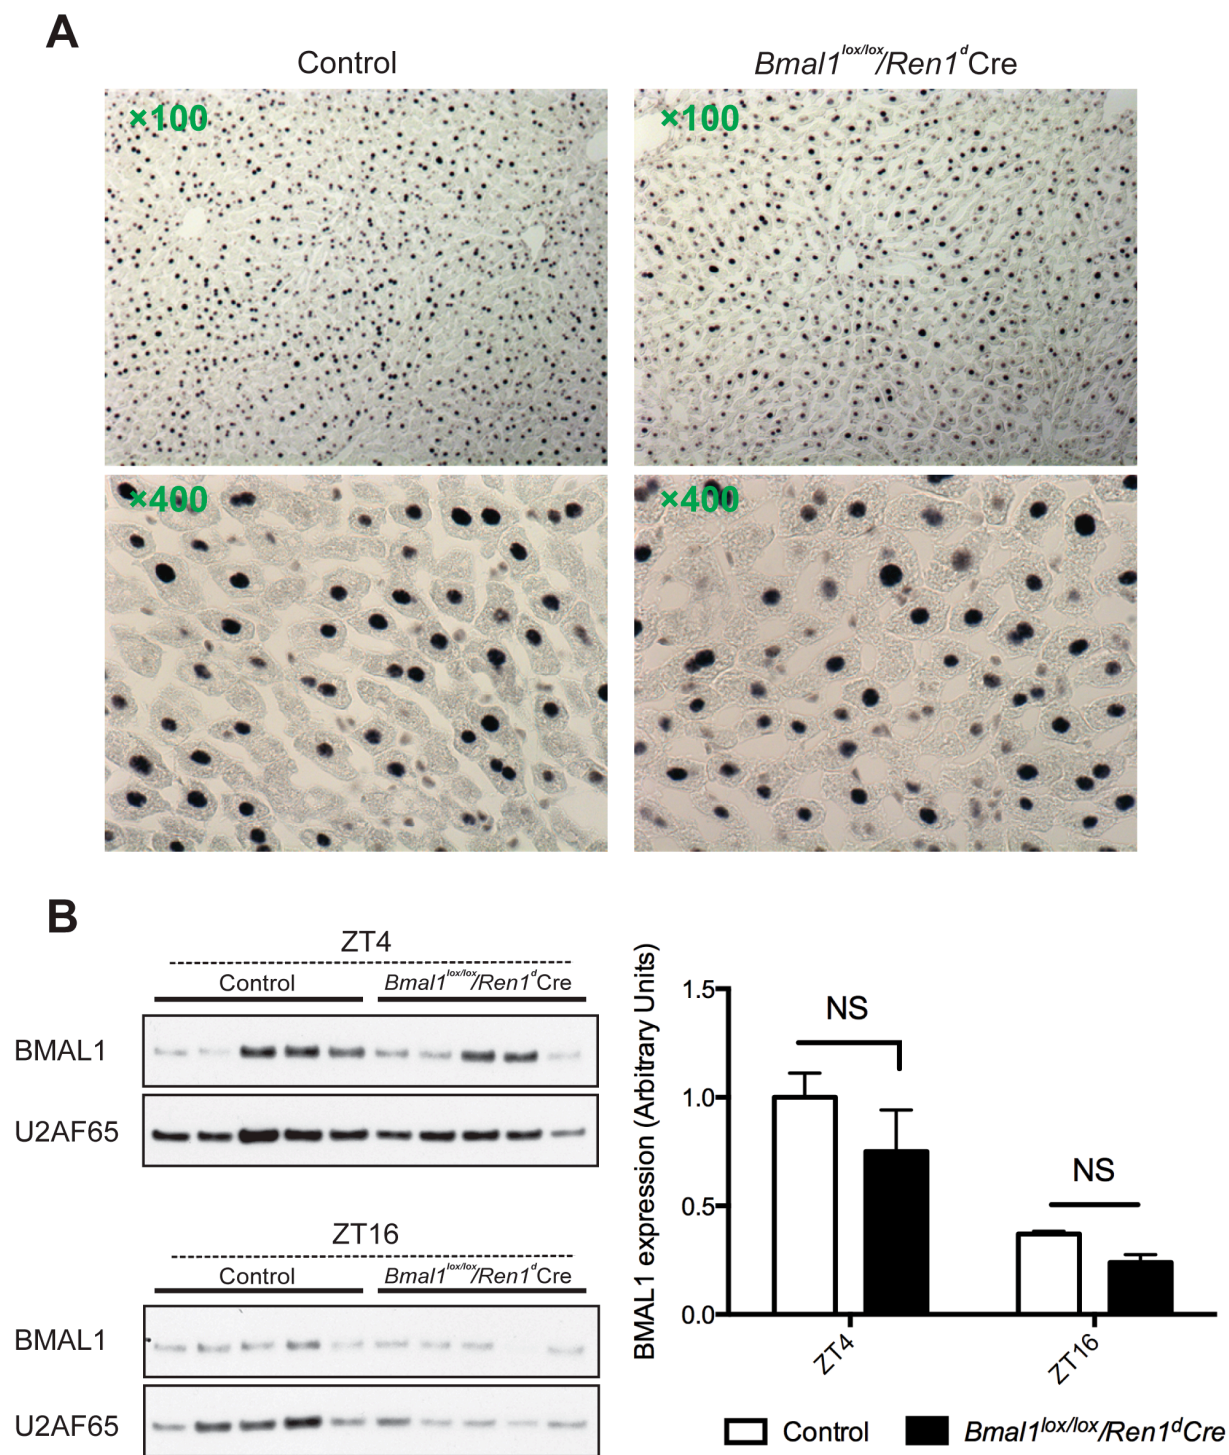 A
Control
Bmal1lox/lox/Ren1dCre
×100
×100
×400
×400
B
ZT4
Control
Bmal1lox/lox/Ren1dCre
BMAL1
U2AF65
ZT16
Control
Bmal1lox/lox/Ren1dCre
BMAL1
U2AF65
BMAL1 expression (Arbitrary Units)
1.5
1.0
0.5
0.0
NS
NS
ZT4
ZT16
Control
Bmal1lox/lox/Ren1dCre